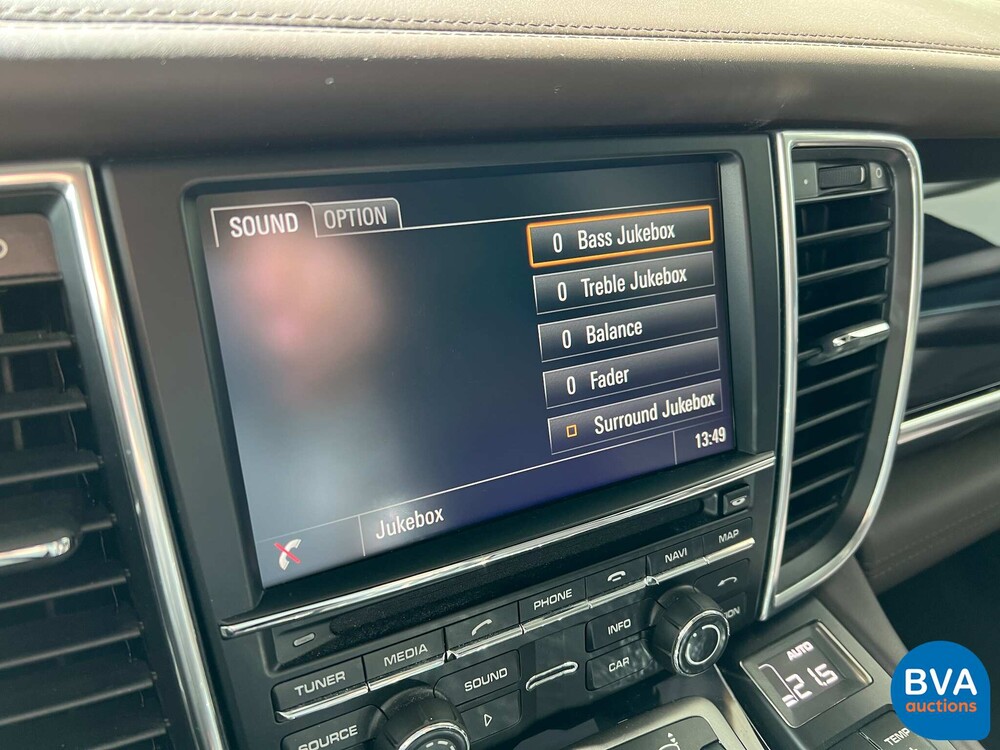 SOUND
OPTION
0 Bass Jukebox
0 Treble Jukebox
0 Balance
0 Fader
Surround Jukebox
13:49
Jukebox
MAP
NAVI
PHONE
INFO
MEDIA
CAR
SOUND
TUNER
SOURCE
AUTO
21.5
TEMP
BVA
auctions